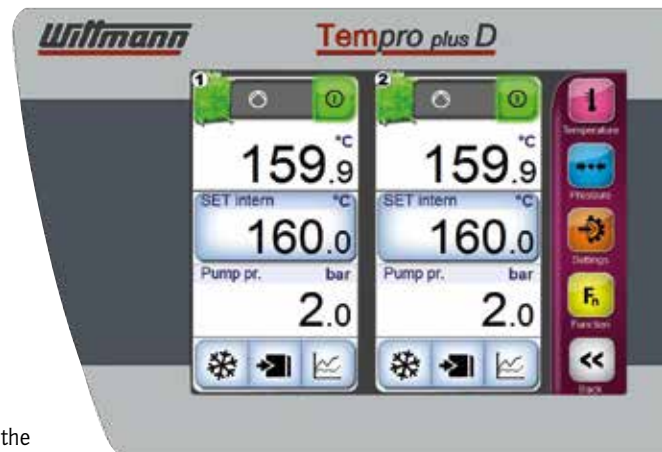 Wittmann
Tempro plus D
1
2
°C
°C
159.9
159.9
SET intern °C
SET intern °C
160.0
160.0
Pump pr. bar
Pump pr. bar
2.0
2.0
Temperature
Pressure
Settings
Fn
Function
Back
the